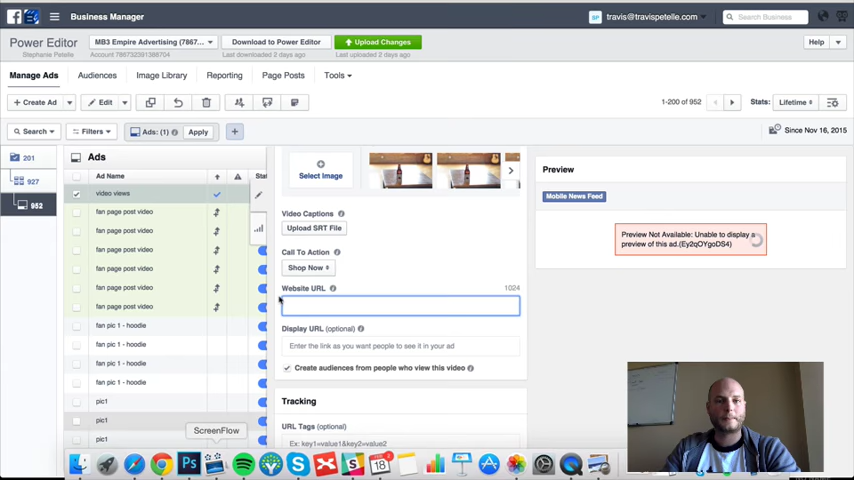 Business Manager
travis@travispetelle.com
Search Business
Power Editor
Stephanie Petelle
MB3 Empire Advertising (7867...
Account 786732391388704
Download to Power Editor
Last downloaded 2 days ago
Upload Changes
Last uploaded 2 days ago
Help
Manage Ads
Audiences
Image Library
Reporting
Page Posts
Tools
+ Create Ad
Edit
1-200 of 952
Stats:
Lifetime
Search
Filters
Ads: (1)
Apply
+
Since Nov 16, 2015
201
927
952
Ads
Ad Name
Stat
video views
fan page post video
fan page post video
fan page post video
fan page post video
fan page post video
fan page post video
fan pic 1 - hoodie
fan pic 1 - hoodie
fan pic 1 - hoodie
fan pic 1 - hoodie
pic1
pic1
pic1
Select Image
Video Captions
Upload SRT File
Call To Action
Shop Now
Website URL
1024
Display URL (optional)
Enter the link as you want people to see it in your ad
Create audiences from people who view this video
Tracking
URL Tags (optional)
Ex: key1=value1&key2=value2
Preview
Mobile News Feed
Preview Not Available: Unable to display a
preview of this ad.(Ey2qOYgoDS4)
ScreenFlow
18